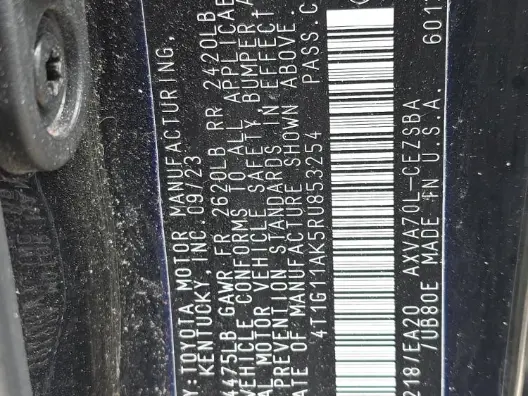 Y: TOYOTA MOTOR MANUFACTURING,
KENTUCKY, INC 09/23
4475LB GAWR FR 2620LB RR 2420LB
VEHICLE CONFORMS TO ALL APPLICAB
AL MOTOR VEHICLE SAFETY, BUMPER, A
PREVENTION STANDARDS IN EFFECT
ATE OF MANUFACTURE SHOWN ABOVE.
4T1G11AK5RU853254 PASS.C
218/EA20 AXVA70L-CEZSBA
/UB80E MADE IN U.S.A. 601